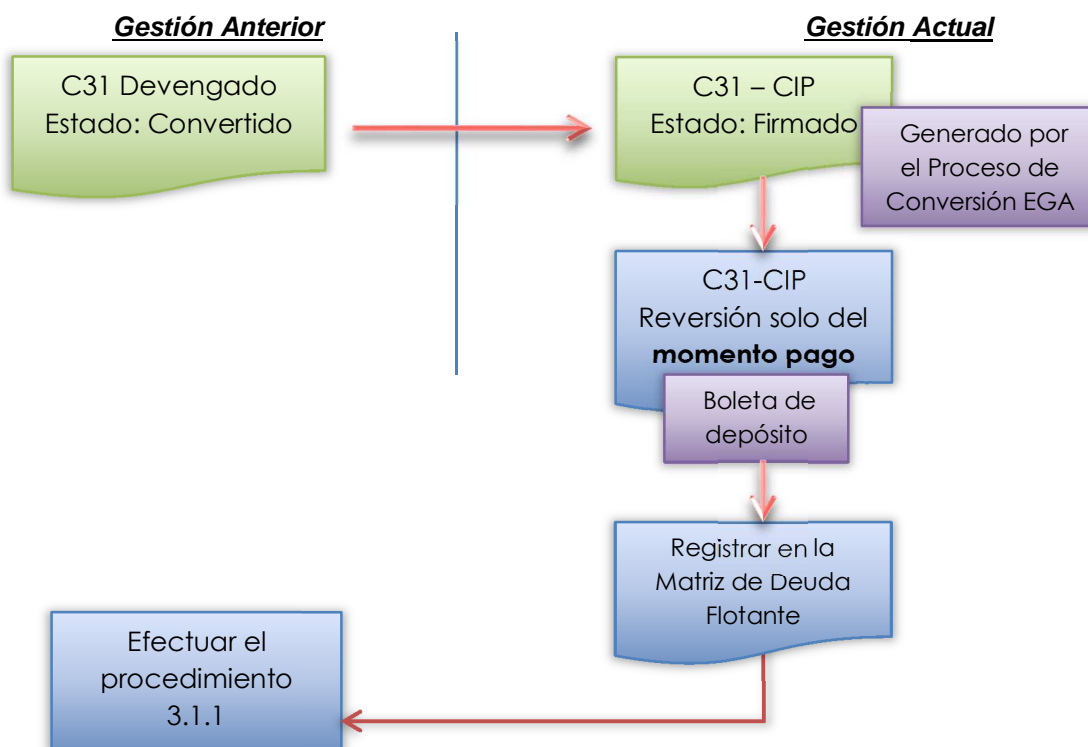 Gestión Anterior
Gestión Actual
C31 Devengado
Estado: Convertido
C31 – CIP
Estado: Firmado
Generado por
el Proceso de
Conversión EGA
C31-CIP
Reversión solo del
momento pago
Boleta de
depósito
Registrar en la
Matriz de Deuda
Flotante
Efectuar el
procedimiento
3.1.1